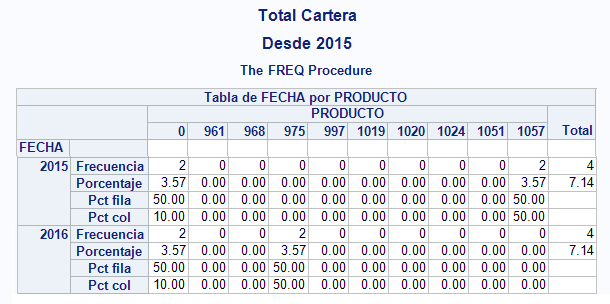 Total Cartera
Desde 2015
The FREQ Procedure
Tabla de FECHA por PRODUCTO
PRODUCTO
0 961 968 975 997 1019 1020 1024 1051 1057 Total
FECHA
2015 Frecuencia 2 0 0 0 0 0 0 0 0 2 4
Porcentaje 3.57 0.00 0.00 0.00 0.00 0.00 0.00 0.00 0.00 3.57 7.14
Pct fila 50.00 0.00 0.00 0.00 0.00 0.00 0.00 0.00 0.00 50.00
Pct col 10.00 0.00 0.00 0.00 0.00 0.00 0.00 0.00 0.00 50.00
2016 Frecuencia 2 0 0 2 0 0 0 0 0 0 4
Porcentaje 3.57 0.00 0.00 3.57 0.00 0.00 0.00 0.00 0.00 0.00 7.14
Pct fila 50.00 0.00 0.00 50.00 0.00 0.00 0.00 0.00 0.00 0.00
Pct col 10.00 0.00 0.00 50.00 0.00 0.00 0.00 0.00 0.00 0.00